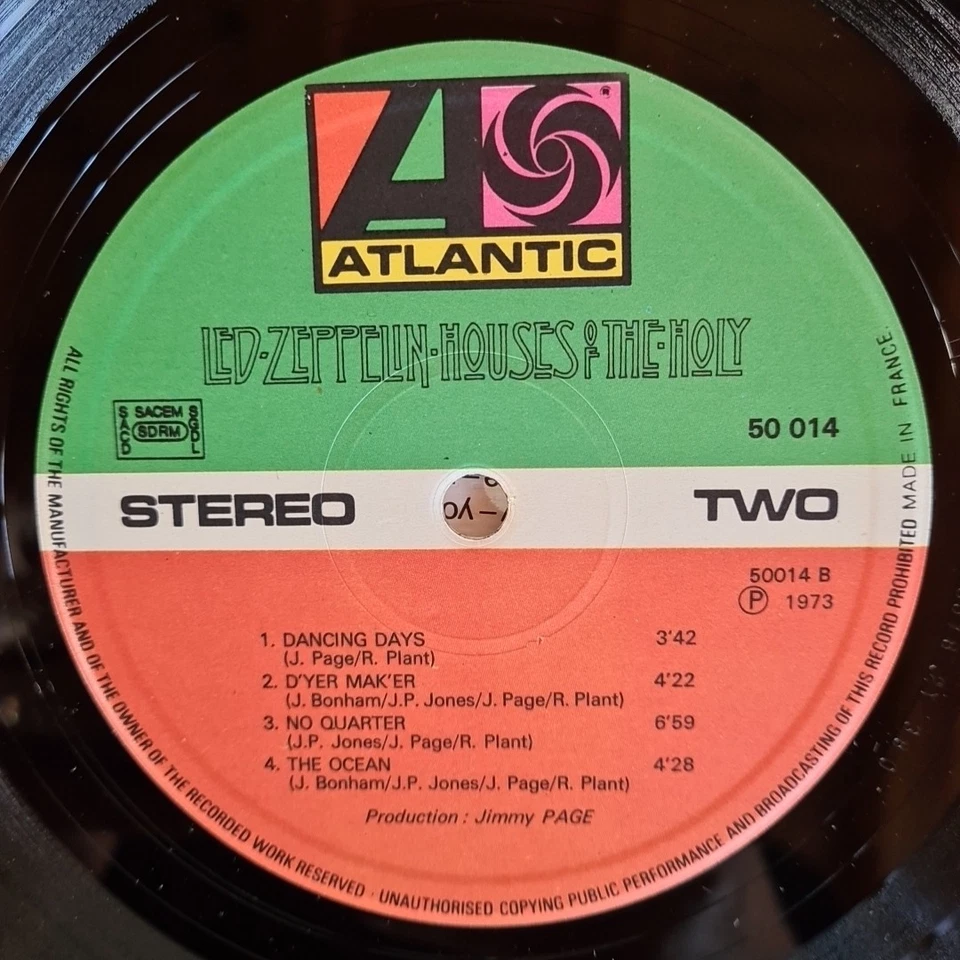 ®
ATLANTIC
LED·ZEPPELIN·HOUSES OF THE·HOLY
SACEM
SACD
SDRM
SGDL
50 014
STEREO
TWO
50014 B
Ⓟ 1973
1. DANCING DAYS 3'42
(J. Page/R. Plant)
2. D'YER MAK'ER 4'22
(J. Bonham/J.P. Jones/J. Page/R. Plant)
3. NO QUARTER 6'59
(J.P. Jones/J. Page/R. Plant)
4. THE OCEAN 4'28
(J. Bonham/J.P. Jones/J. Page/R. Plant)
Production : Jimmy PAGE
ALL RIGHTS OF THE MANUFACTURER AND OF THE OWNER OF THE RECORDED WORK RESERVED · UNAUTHORISED COPYING PUBLIC PERFORMANCE AND BROADCASTING OF THIS RECORD PROHIBITED MADE IN FRANCE.